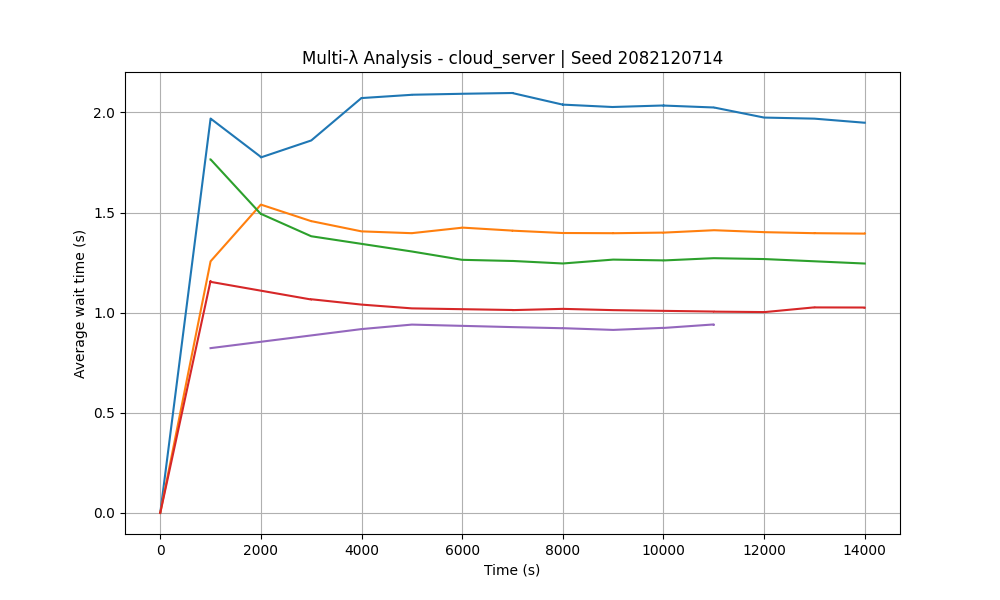 Multi-λ Analysis - cloud_server | Seed 2082120714
Average wait time (s)
2.0
1.5
1.0
0.5
0.0
0 2000 4000 6000 8000 10000 12000 14000
Time (s)